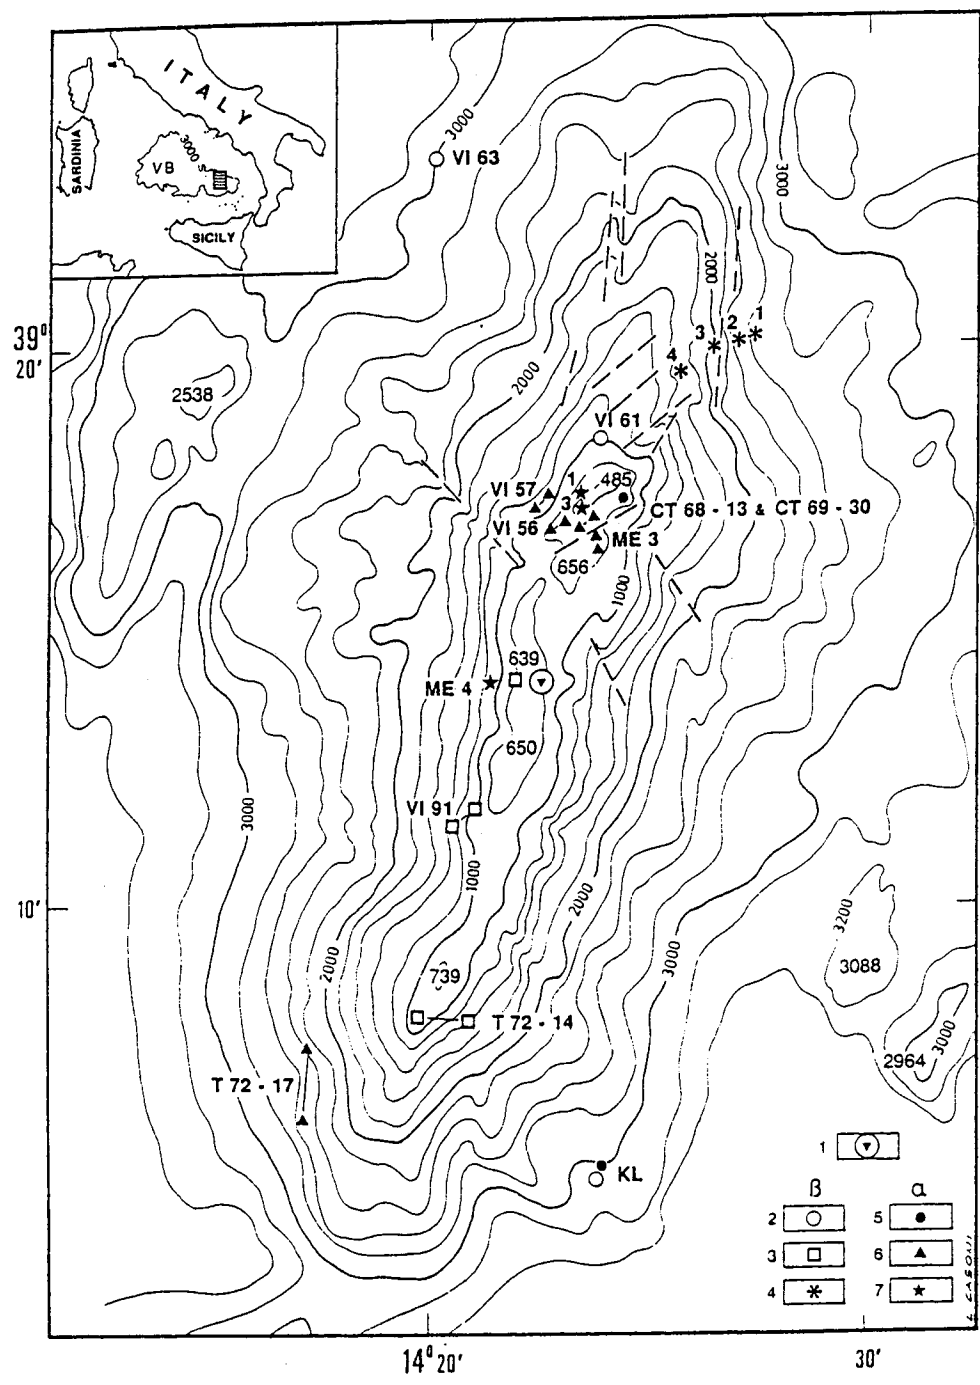 ITALY
SARDINIA
3000
VB
SICILY
3000
VI 63
3000
2000
39°
20'
2538
2000
4
3
2
1
VI 61
VI 57
1
485
3
CT 68 - 13 & CT 69 - 30
VI 56
ME 3
656
1000
639
ME 4
650
VI 91
3000
1000
2000
10'
3200
3000
3088
2000
739
T 72 - 14
2964
3000
T 72 - 17
KL
1
β α
2 5
3 6
4 7
14° 20' 30'